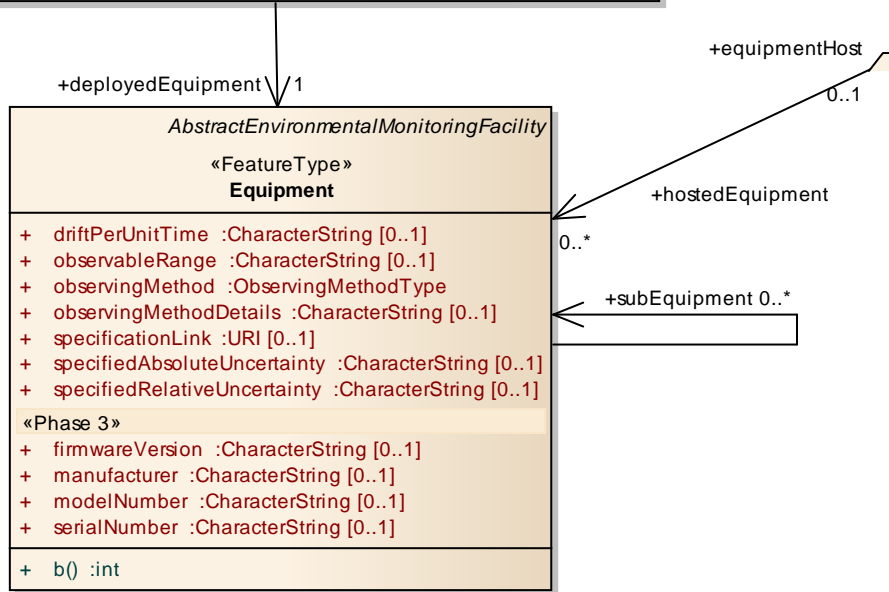 +equipmentHost
+deployedEquipment 1
0..1
AbstractEnvironmentalMonitoringFacility
«FeatureType»
Equipment
+hostedEquipment
+ driftPerUnitTime :CharacterString [0..1]
0..*
+ observableRange :CharacterString [0..1]
+ observingMethod :ObservingMethodType
+subEquipment 0..*
+ observingMethodDetails :CharacterString [0..1]
+ specificationLink :URI [0..1]
+ specifiedAbsoluteUncertainty :CharacterString [0..1]
+ specifiedRelativeUncertainty :CharacterString [0..1]
«Phase 3»
+ firmwareVersion :CharacterString [0..1]
+ manufacturer :CharacterString [0..1]
+ modelNumber :CharacterString [0..1]
+ serialNumber :CharacterString [0..1]
+ b() :int